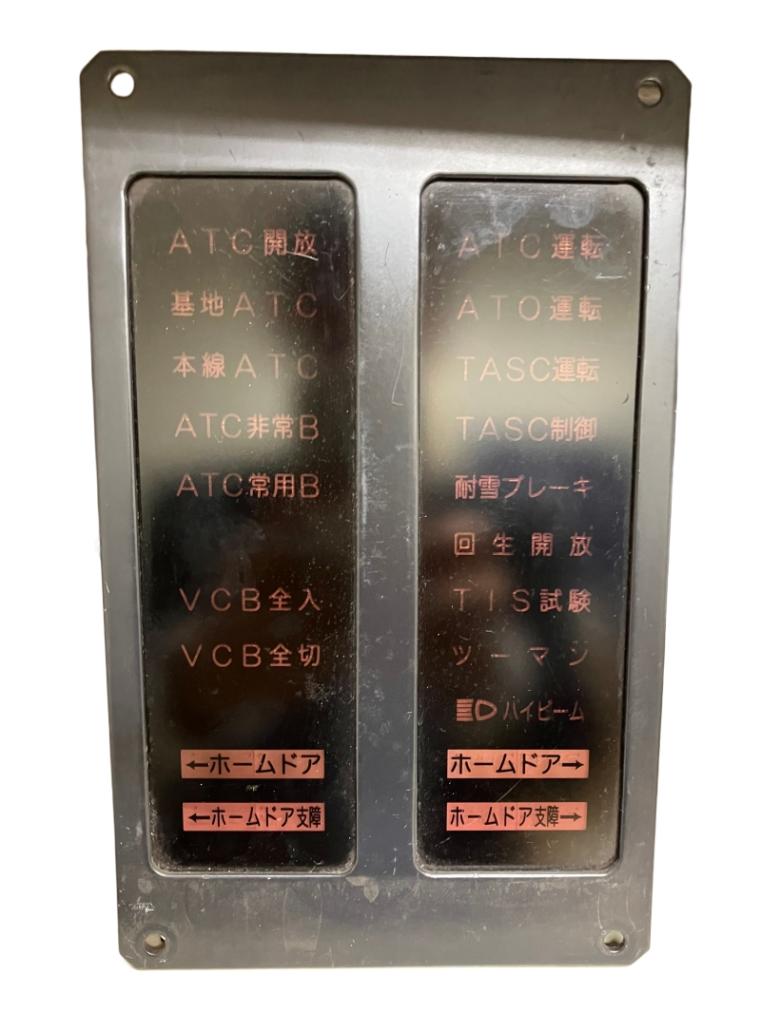 ATC開放
基地ATC
本線ATC
ATC非常B
ATC常用B
VCB全入
VCB全切
←ホームドア
←ホームドア支障
ATC運転
ATO運転
TASC運転
TASC制御
耐雪ブレーキ
回生開放
TIS試験
ツーマン
ハイビーム
ホームドア→
ホームドア支障→